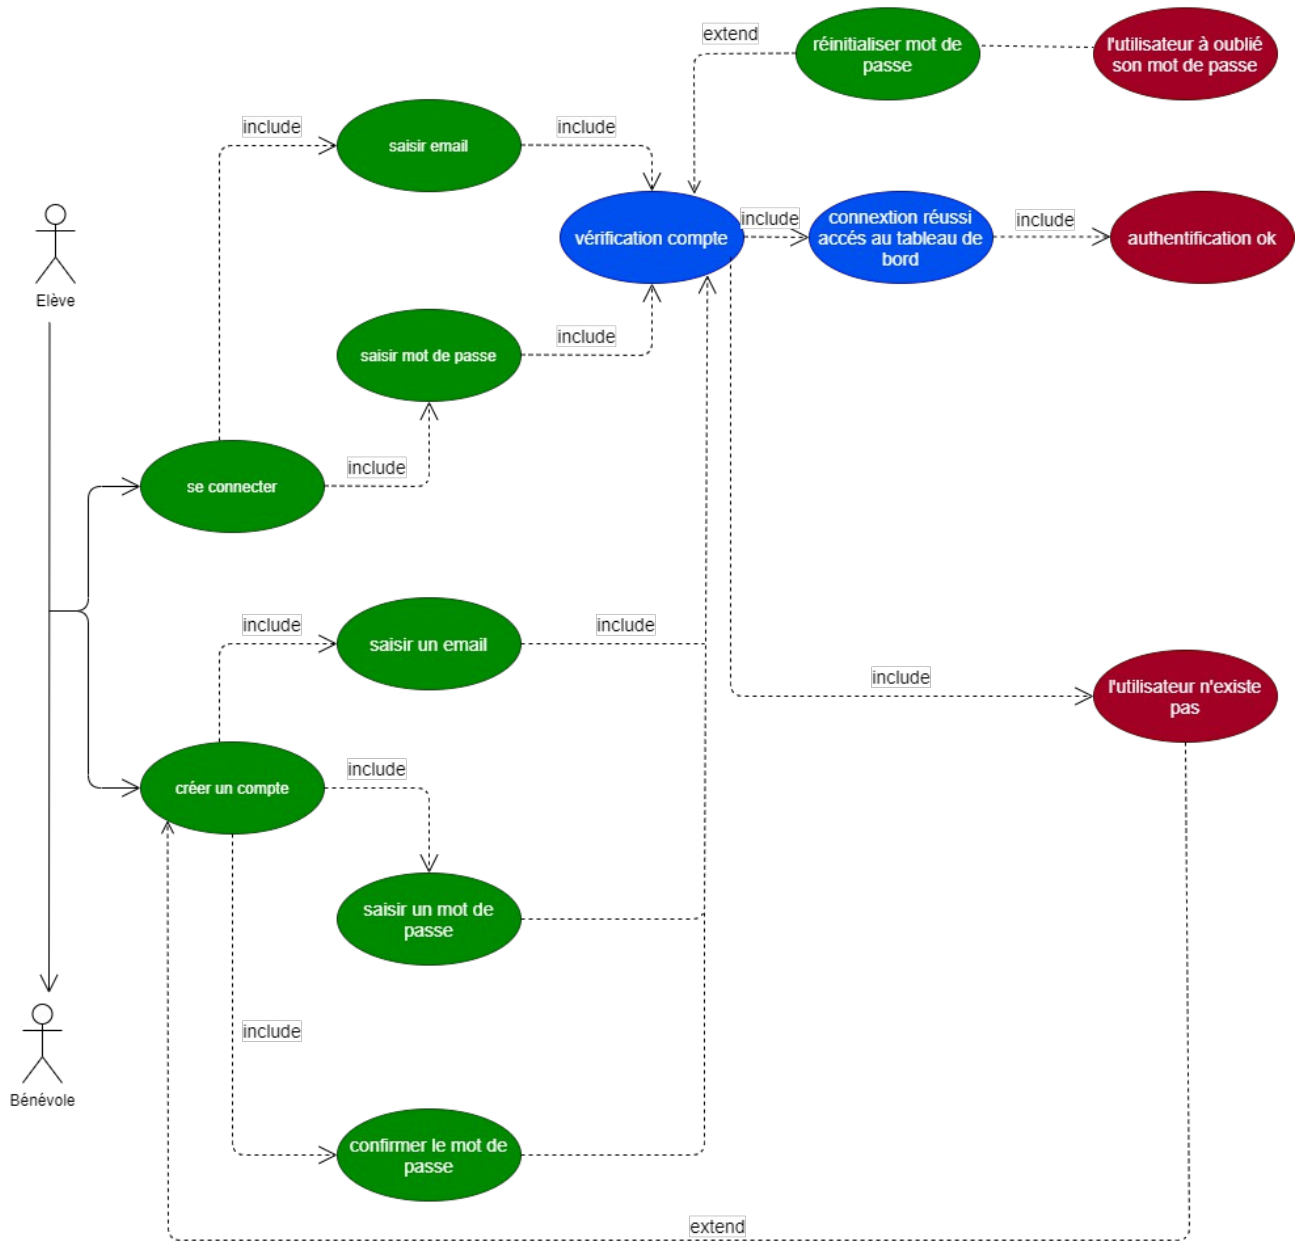 extend
réinitialiser mot de
passe
l'utilisateur à oublié
son mot de passe
include
saisir email
include
vérification compte
include
connextion réussi
accés au tableau de
bord
include
authentification ok
Elève
saisir mot de passe
include
se connecter
include
include
saisir un email
include
include
l'utilisateur n'existe
pas
créer un compte
include
saisir un mot de
passe
include
Bénévole
confirmer le mot de
passe
extend